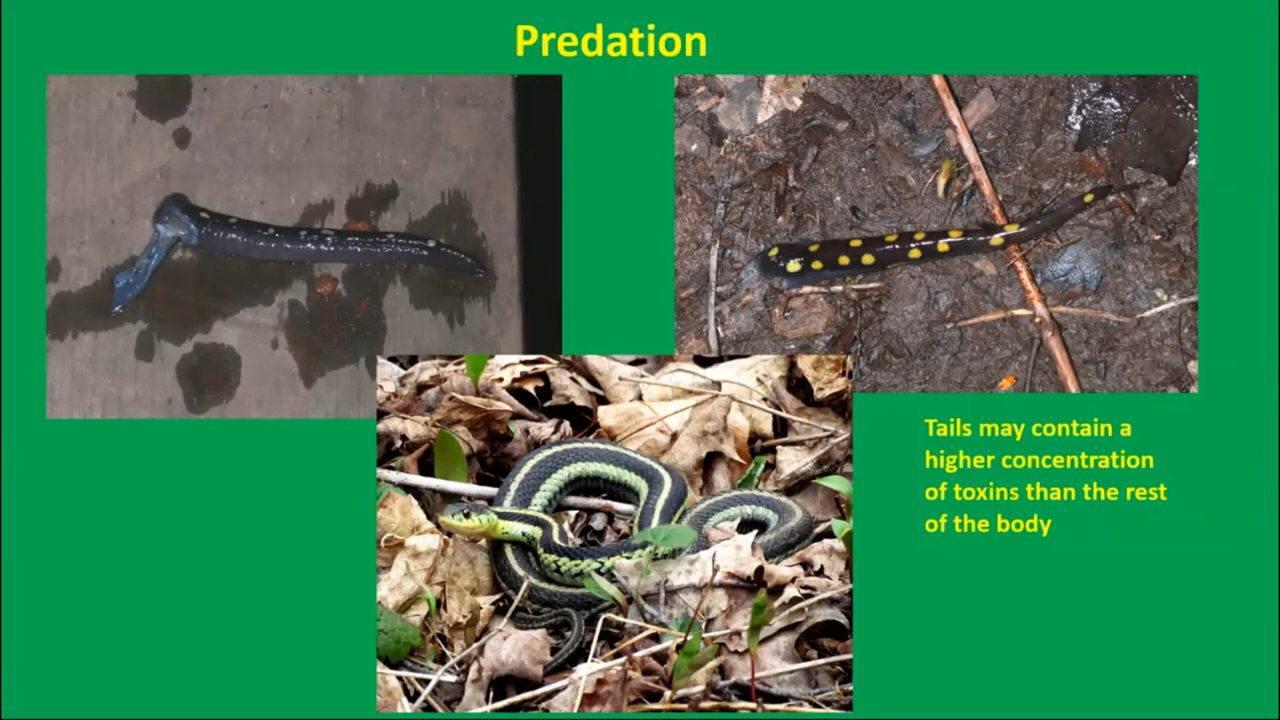 Predation
Tails may contain a
higher concentration
of toxins than the rest
of the body